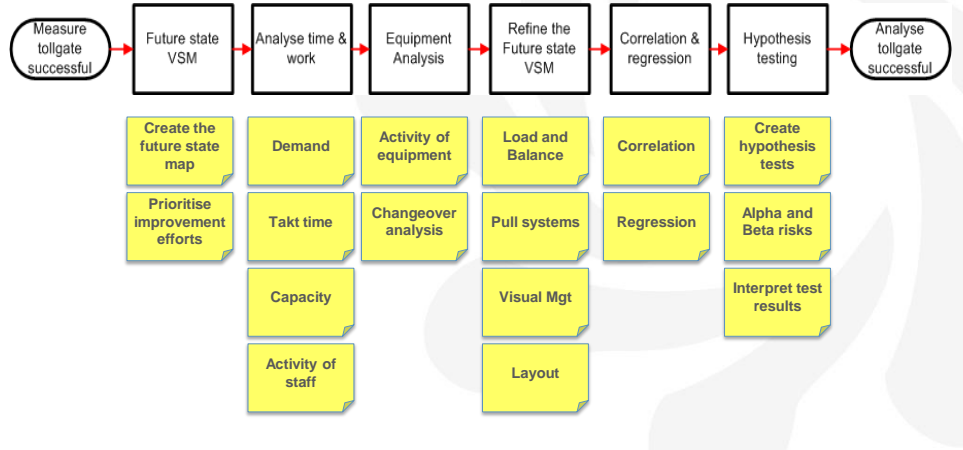 Measure
tollgate
successful
Future state
VSM
Analyse time &
work
Equipment
Analysis
Refine the
Future state
VSM
Correlation &
regression
Hypothesis
testing
Analyse
tollgate
successful
Create the
future state
map
Prioritise
improvement
efforts
Demand
Takt time
Capacity
Activity of
staff
Activity of
equipment
Changeover
analysis
Load and
Balance
Pull systems
Visual Mgt
Layout
Correlation
Regression
Create
hypothesis
tests
Alpha and
Beta risks
Interpret test
results